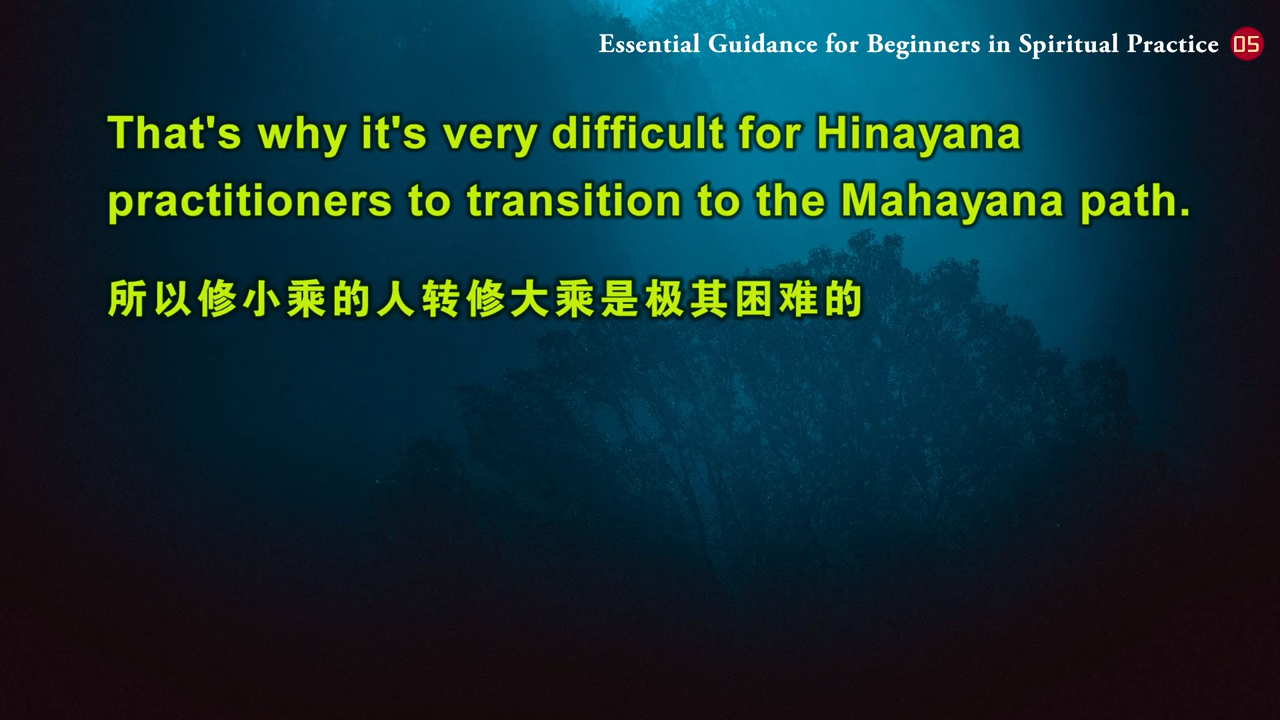 Essential Guidance for Beginners in Spiritual Practice 05
That's why it's very difficult for Hinayana
practitioners to transition to the Mahayana path.
所以修小乘的人转修大乘是极其困难的